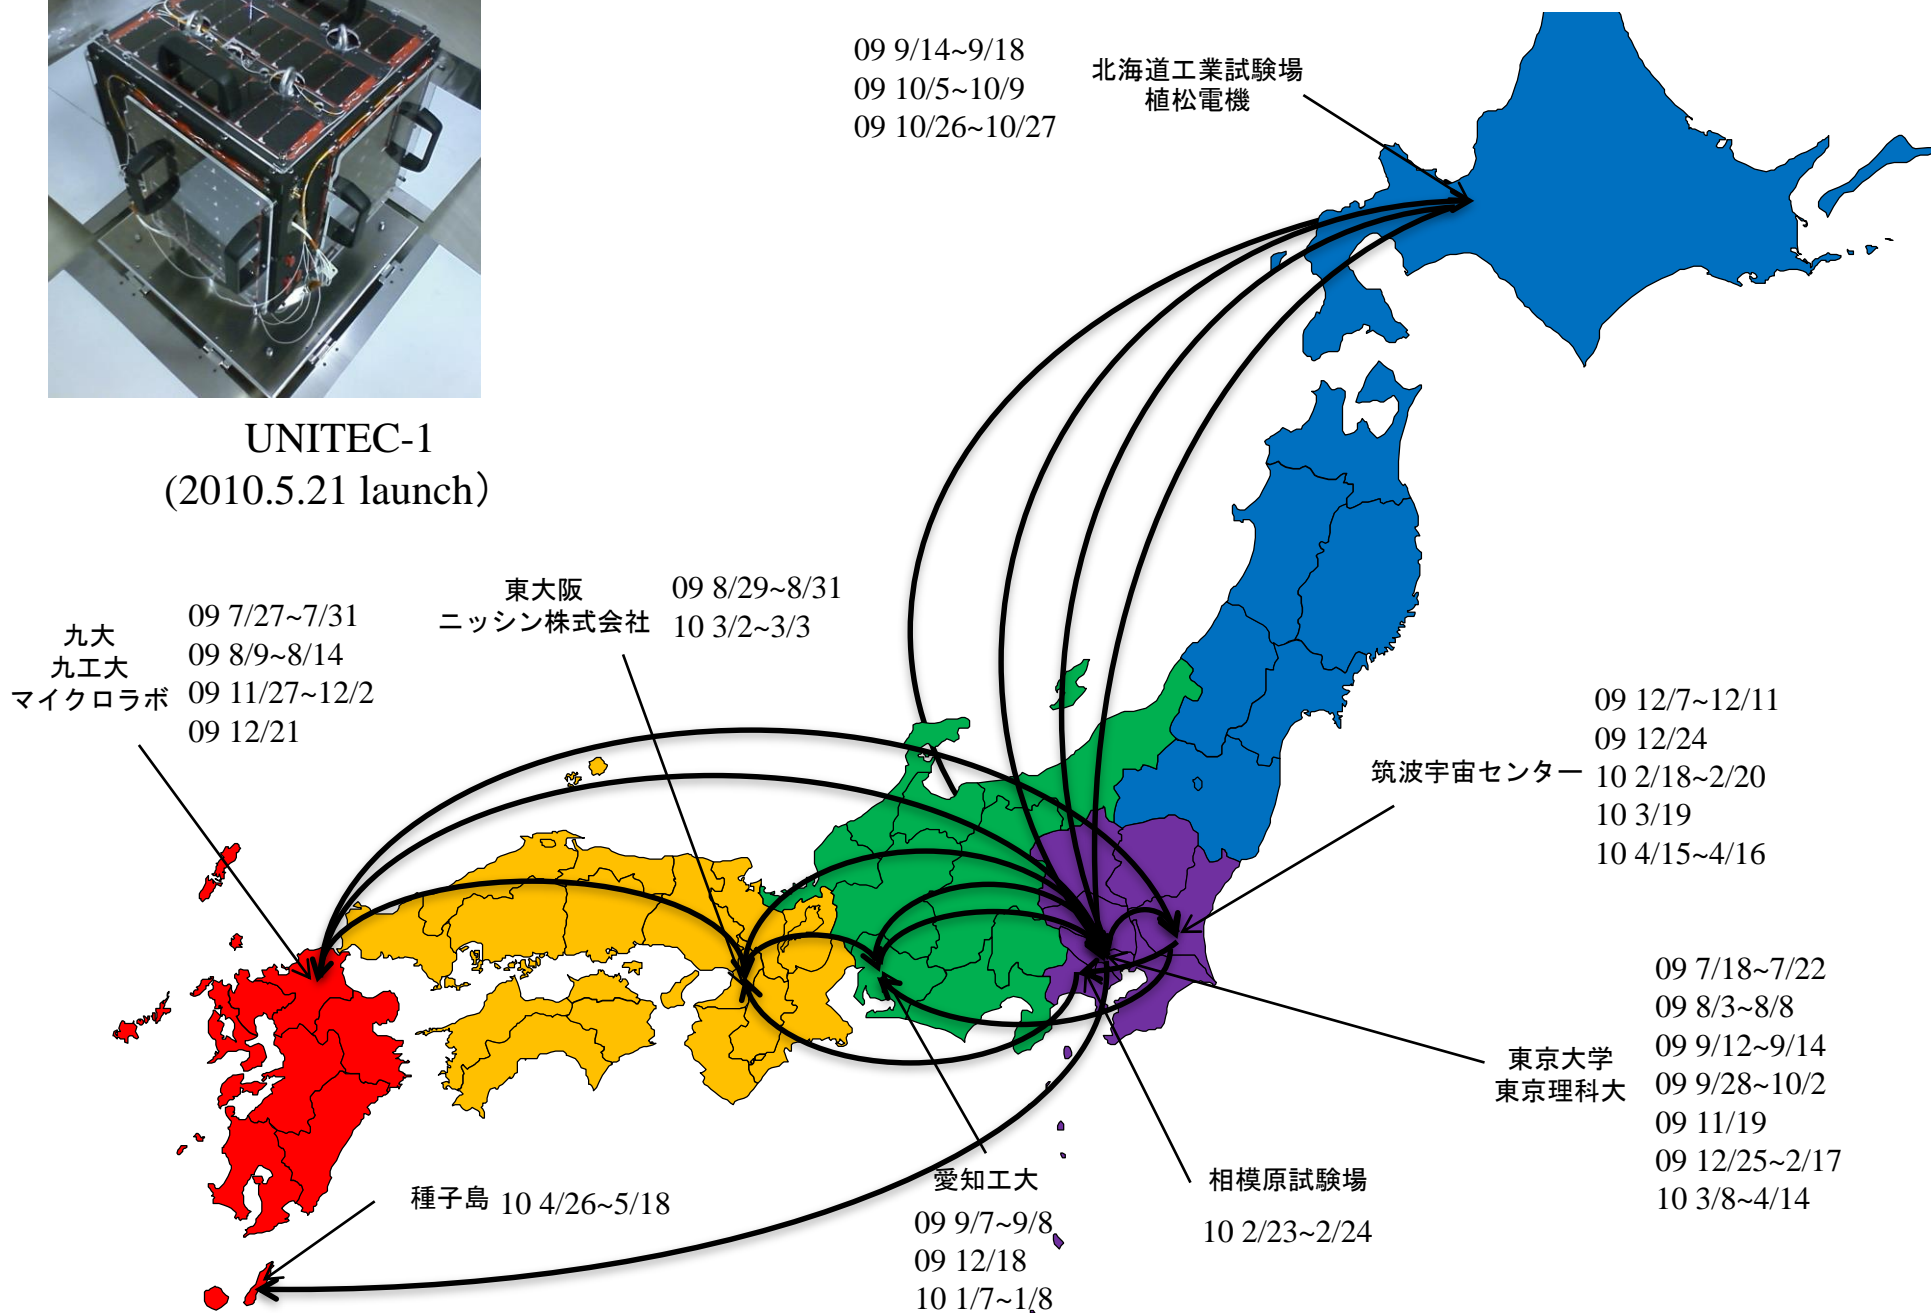 09 9/14~9/18
09 10/5~10/9
09 10/26~10/27
北海道工業試験場
植松電機
UNITEC-1
(2010.5.21 launch）
九大
九工大
マイクロラボ
09 7/27~7/31
09 8/9~8/14
09 11/27~12/2
09 12/21
東大阪
ニッシン株式会社
09 8/29~8/31
10 3/2~3/3
筑波宇宙センター
09 12/7~12/11
09 12/24
10 2/18~2/20
10 3/19
10 4/15~4/16
東京大学
東京理科大
09 7/18~7/22
09 8/3~8/8
09 9/12~9/14
09 9/28~10/2
09 11/19
09 12/25~2/17
10 3/8~4/14
種子島 10 4/26~5/18
愛知工大
09 9/7~9/8
09 12/18
10 1/7~1/8
相模原試験場
10 2/23~2/24